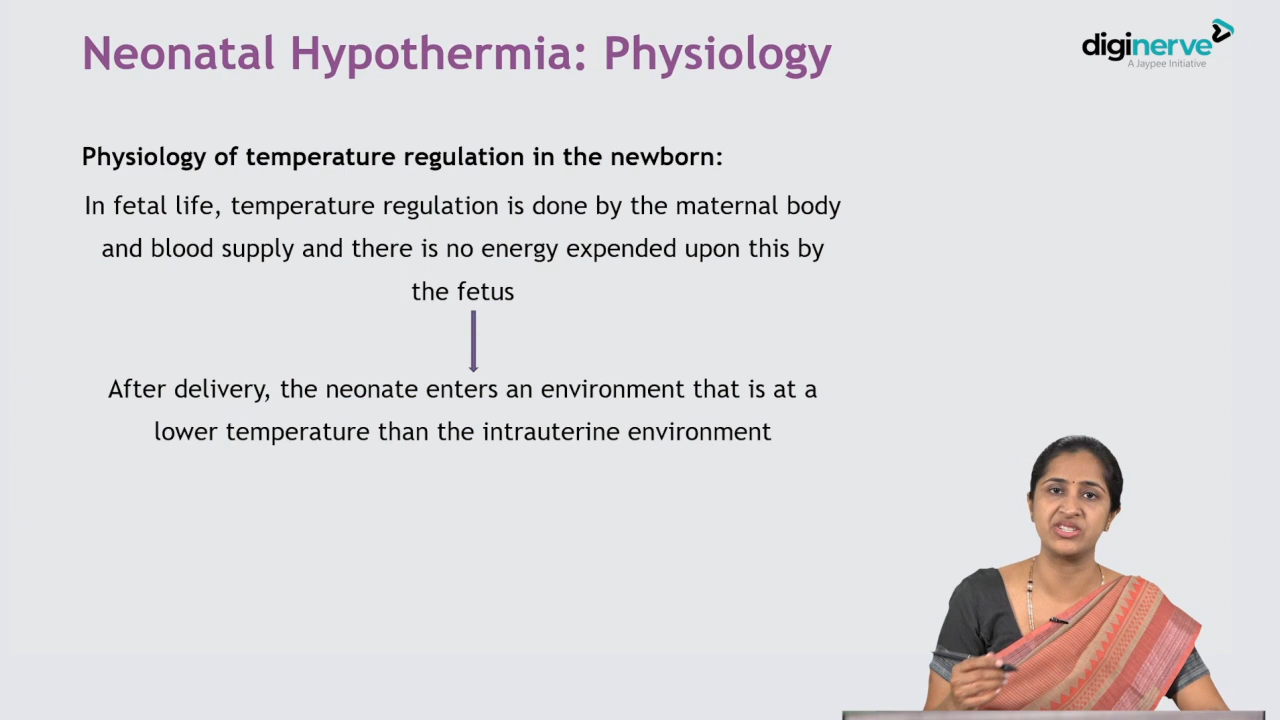 Neonatal Hypothermia: Physiology
diginerve
A Jaypee Initiative
Physiology of temperature regulation in the newborn:
In fetal life, temperature regulation is done by the maternal body
and blood supply and there is no energy expended upon this by
the fetus
After delivery, the neonate enters an environment that is at a
lower temperature than the intrauterine environment